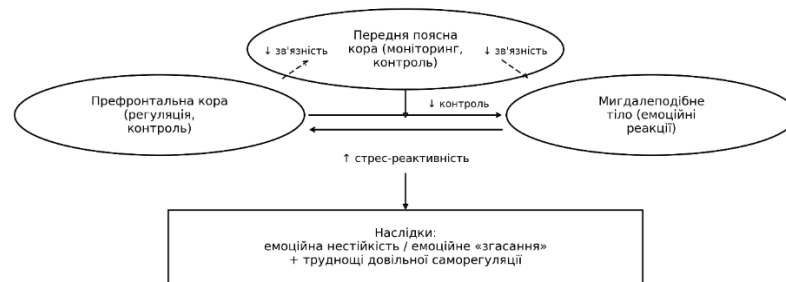 Передня поясна
кора (моніторинг,
контроль)
↓ зв'язність
↓ зв'язність
Префронтальна кора
(регуляція,
контроль)
↓ контроль
Мигдалеподібне
тіло (емоційні
реакції)
↑ стрес-реактивність
Наслідки:
емоційна нестійкість / емоційне «згасання»
+ труднощі довільної саморегуляції